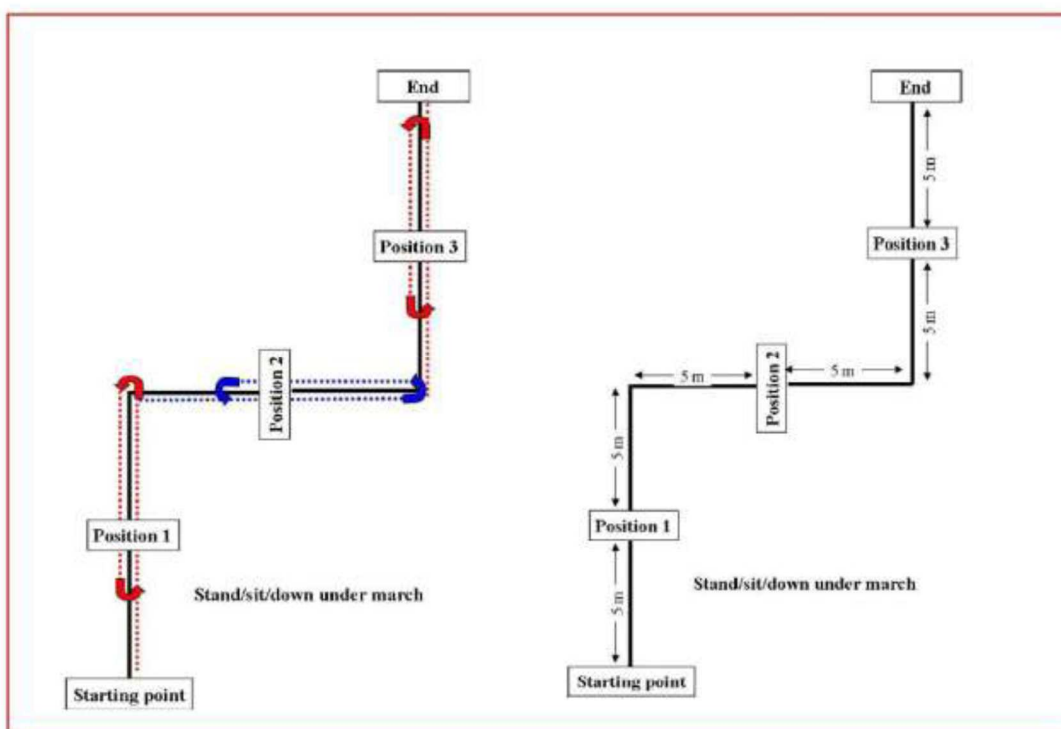 End
Position 3
Position 2
Position 1
Stand/sit/down under march
Starting point
End
5 m
Position 3
5 m
Position 2
5 m
5 m
5 m
Position 1
Stand/sit/down under march
5 m
Starting point